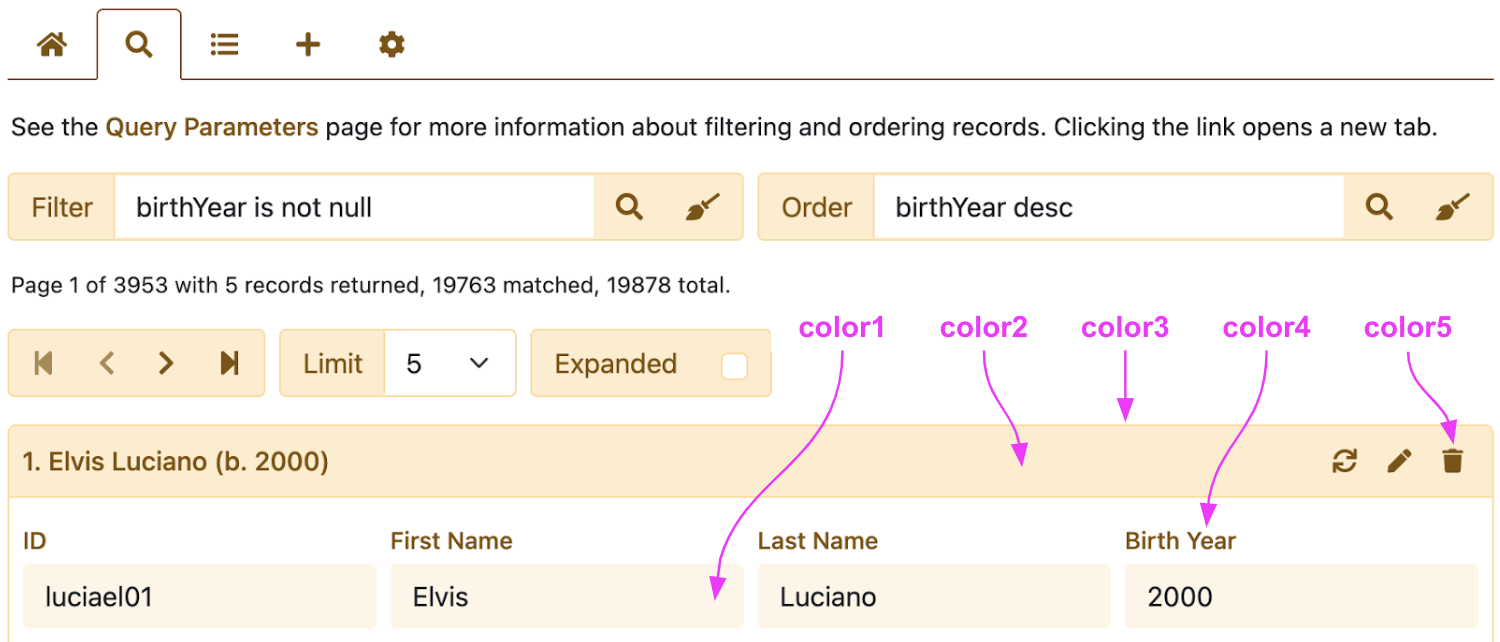 See the Query Parameters page for more information about filtering and ordering records. Clicking the link opens a new tab.
Filter birthYear is not null Order birthYear desc
Page 1 of 3953 with 5 records returned, 19763 matched, 19878 total.
color1 color2 color3 color4 color5
Limit 5 Expanded
1. Elvis Luciano (b. 2000)
ID First Name Last Name Birth Year
luciael01 Elvis Luciano 2000